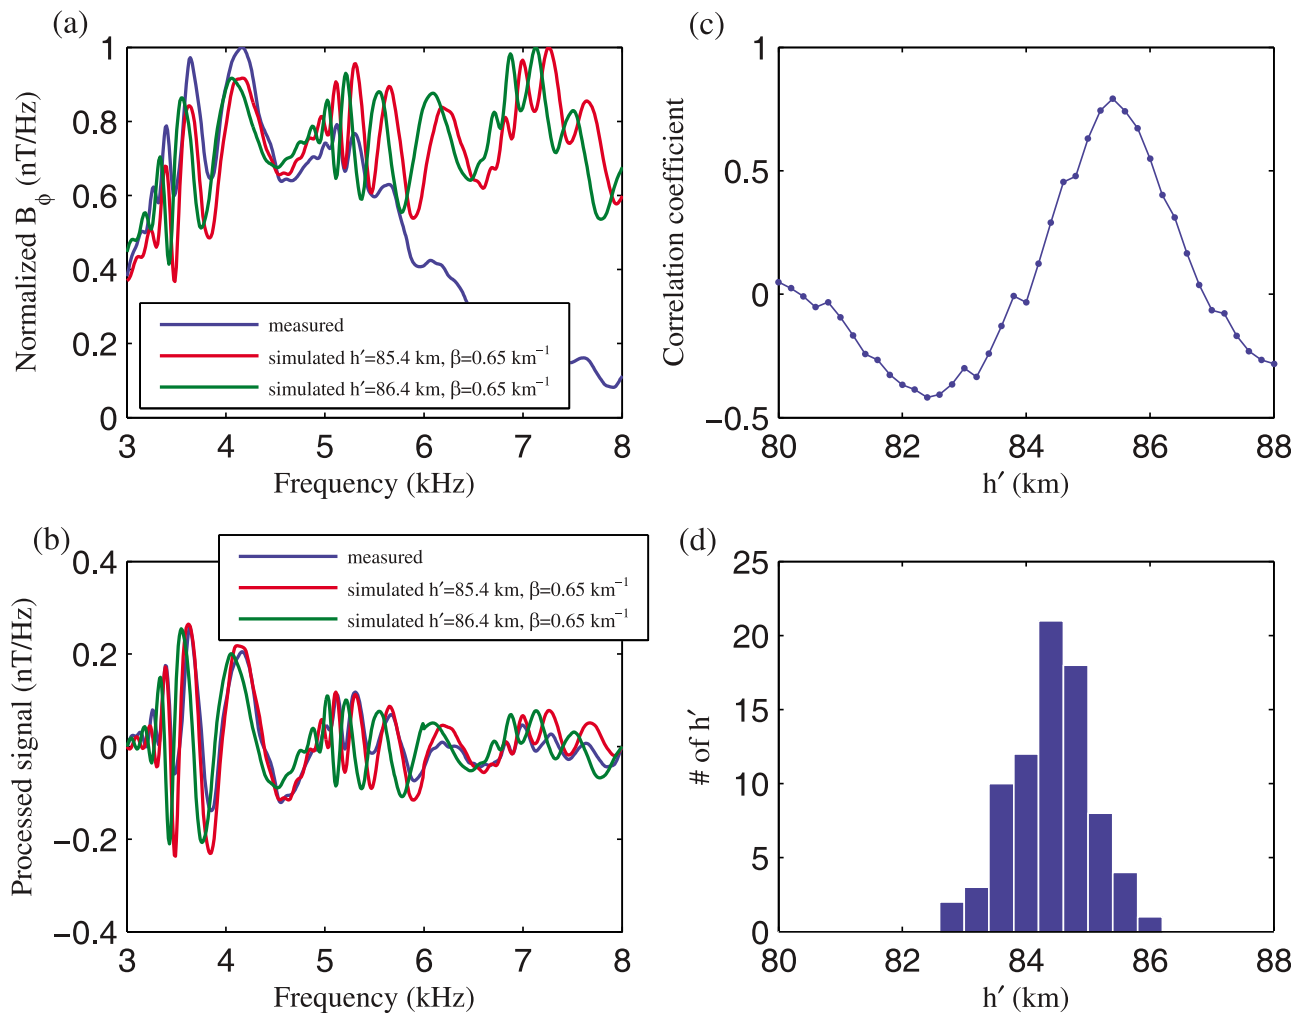 (a)
Normalized B_ϕ (nT/Hz)
1
0.8
0.6
0.4
0.2
0
measured
simulated h′=85.4 km, β=0.65 km⁻¹
simulated h′=86.4 km, β=0.65 km⁻¹
3 4 5 6 7 8
Frequency (kHz)
(c)
Correlation coefficient
1
0.5
0
−0.5
80 82 84 86 88
h′ (km)
(b)
Processed signal (nT/Hz)
measured
simulated h′=85.4 km, β=0.65 km⁻¹
simulated h′=86.4 km, β=0.65 km⁻¹
0.4
0.2
0
−0.2
−0.4
3 4 5 6 7 8
Frequency (kHz)
(d)
# of h′
25
20
15
10
5
0
80 82 84 86 88
h′ (km)